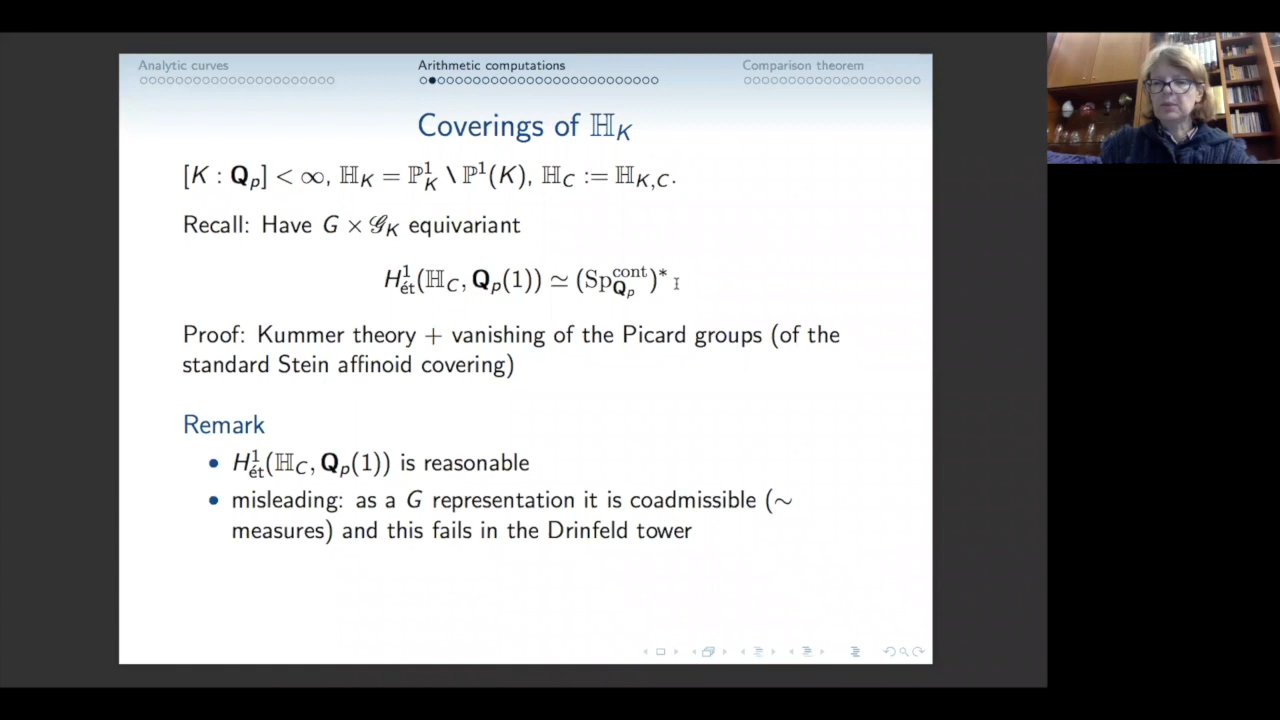 Analytic curves Arithmetic computations Comparison theorem
Coverings of ℍ_K
[K : Q_p] < ∞, ℍ_K = ℙ^1_K \ ℙ^1(K), ℍ_C := ℍ_{K,C}.
Recall: Have G × 𝒢_K equivariant
H^1_ét(ℍ_C, Q_p(1)) ≃ (Sp^cont_{Q_p})^*
Proof: Kummer theory + vanishing of the Picard groups (of the
standard Stein affinoid covering)
Remark
• H^1_ét(ℍ_C, Q_p(1)) is reasonable
• misleading: as a G representation it is coadmissible (∼
measures) and this fails in the Drinfeld tower